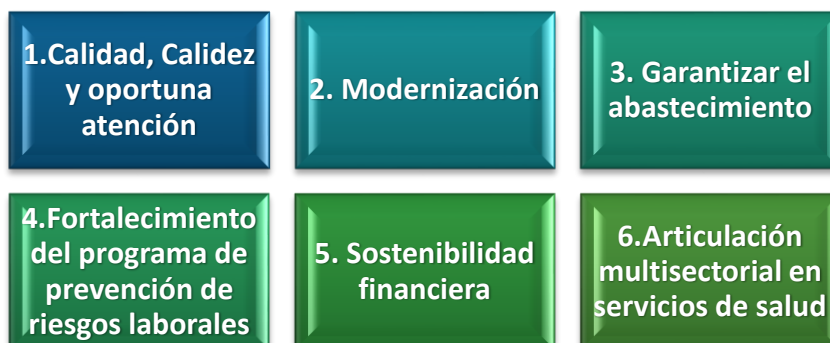 1.Calidad, Calidez
y oportuna
atención
2. Modernización
3. Garantizar el
abastecimiento
4.Fortalecimiento
del programa de
prevención de
riesgos laborales
5. Sostenibilidad
financiera
6.Articulación
multisectorial en
servicios de salud